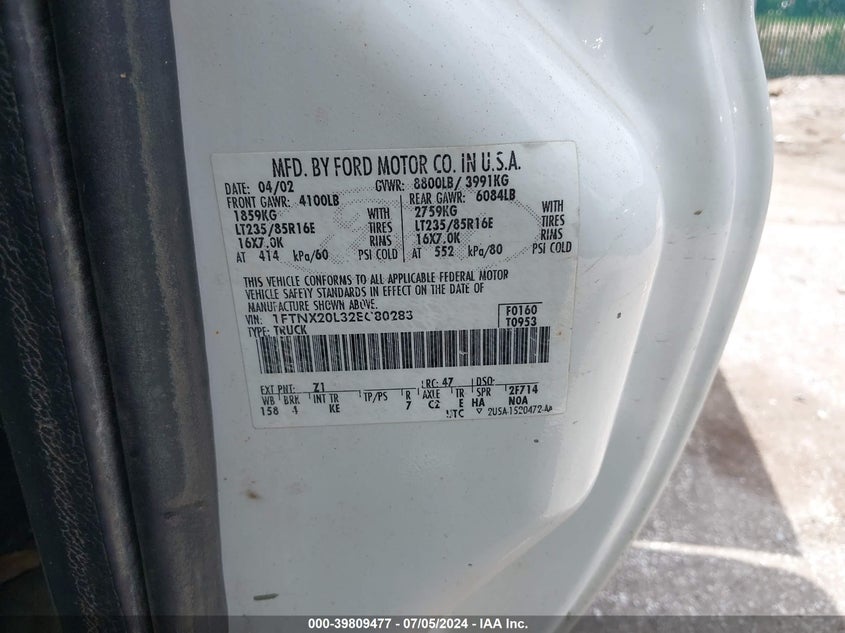 MFD. BY FORD MOTOR CO. IN U.S.A.
DATE: 04/02 GVWR: 8800LB/ 3991KG
FRONT GAWR: 4100LB REAR GAWR: 6084LB
1859KG WITH 2759KG WITH
LT235/85R16E TIRES LT235/85R16E TIRES
16X7.0K RIMS 16X7.0K RIMS
AT 414 kPa/60 PSI COLD AT 552 kPa/80 PSI COLD
THIS VEHICLE CONFORMS TO ALL APPLICABLE FEDERAL MOTOR
VEHICLE SAFETY STANDARDS IN EFFECT ON THE DATE OF
MANUFACTURE SHOWN ABOVE.
VIN: 1FTNX20L32EC80283 F0160
TYPE: TRUCK T0953
EXT PNT: Z1 LRC: 47 DSO:
WB BRK INT TR TP/PS R AXLE TR SPR 2F714
158 4 KE 7 C2 E HA NOA
UTC ▽ 2USA-1520472-AA
000-39809477 - 07/05/2024 - IAA Inc.